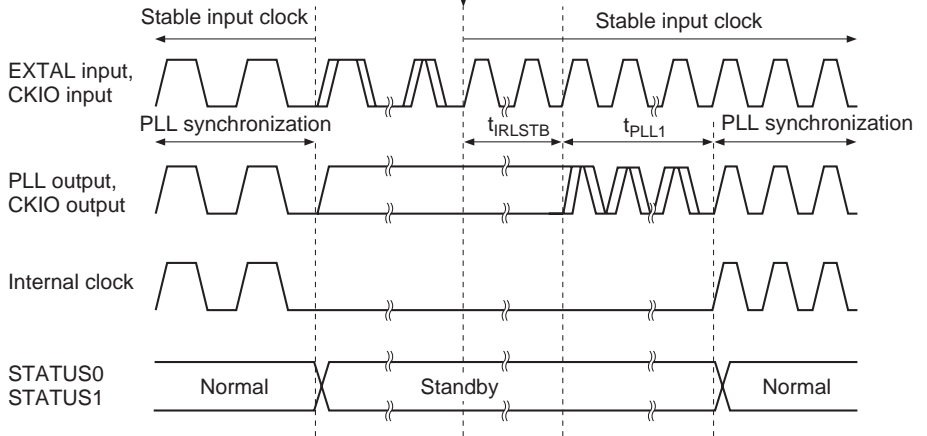 Stable input clock
Stable input clock
EXTAL input,
CKIO input
PLL synchronization
tIRLSTB
tPLL1
PLL synchronization
PLL output,
CKIO output
Internal clock
STATUS0
STATUS1
Normal
Standby
Normal